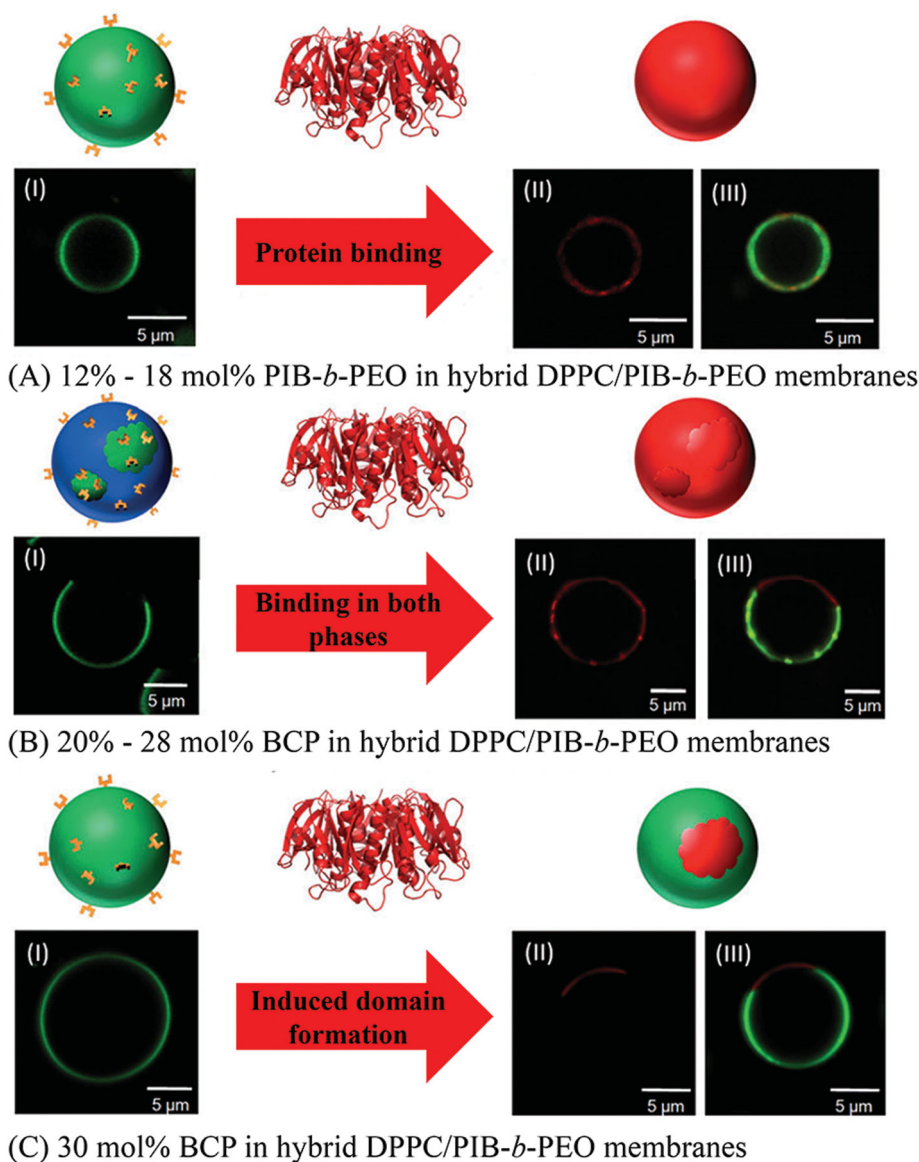 (I)
Protein binding
(II)
(III)
5 μm
5 μm
5 μm
(A) 12% - 18 mol% PIB-b-PEO in hybrid DPPC/PIB-b-PEO membranes
(I)
Binding in both
phases
(II)
(III)
5 μm
5 μm
5 μm
(B) 20% - 28 mol% BCP in hybrid DPPC/PIB-b-PEO membranes
(I)
Induced domain
formation
(II)
(III)
5 μm
5 μm
5 μm
(C) 30 mol% BCP in hybrid DPPC/PIB-b-PEO membranes